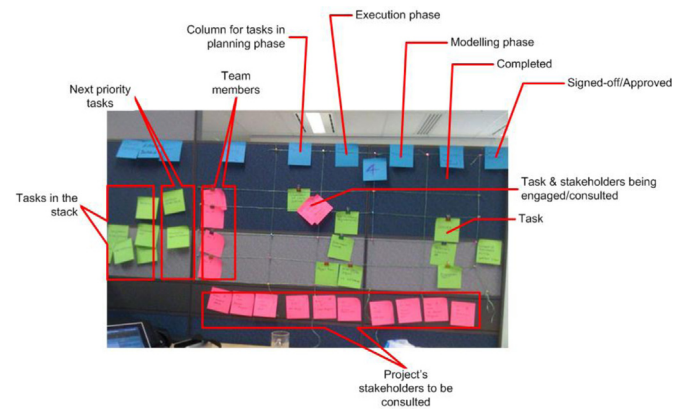 Execution phase
Column for tasks in
planning phase
Modelling phase
Completed
Team
members
Signed-off/Approved
Next priority
tasks
Tasks in the
stack
Task & stakeholders being
engaged/consulted
Task
4
Project's
stakeholders to be
consulted